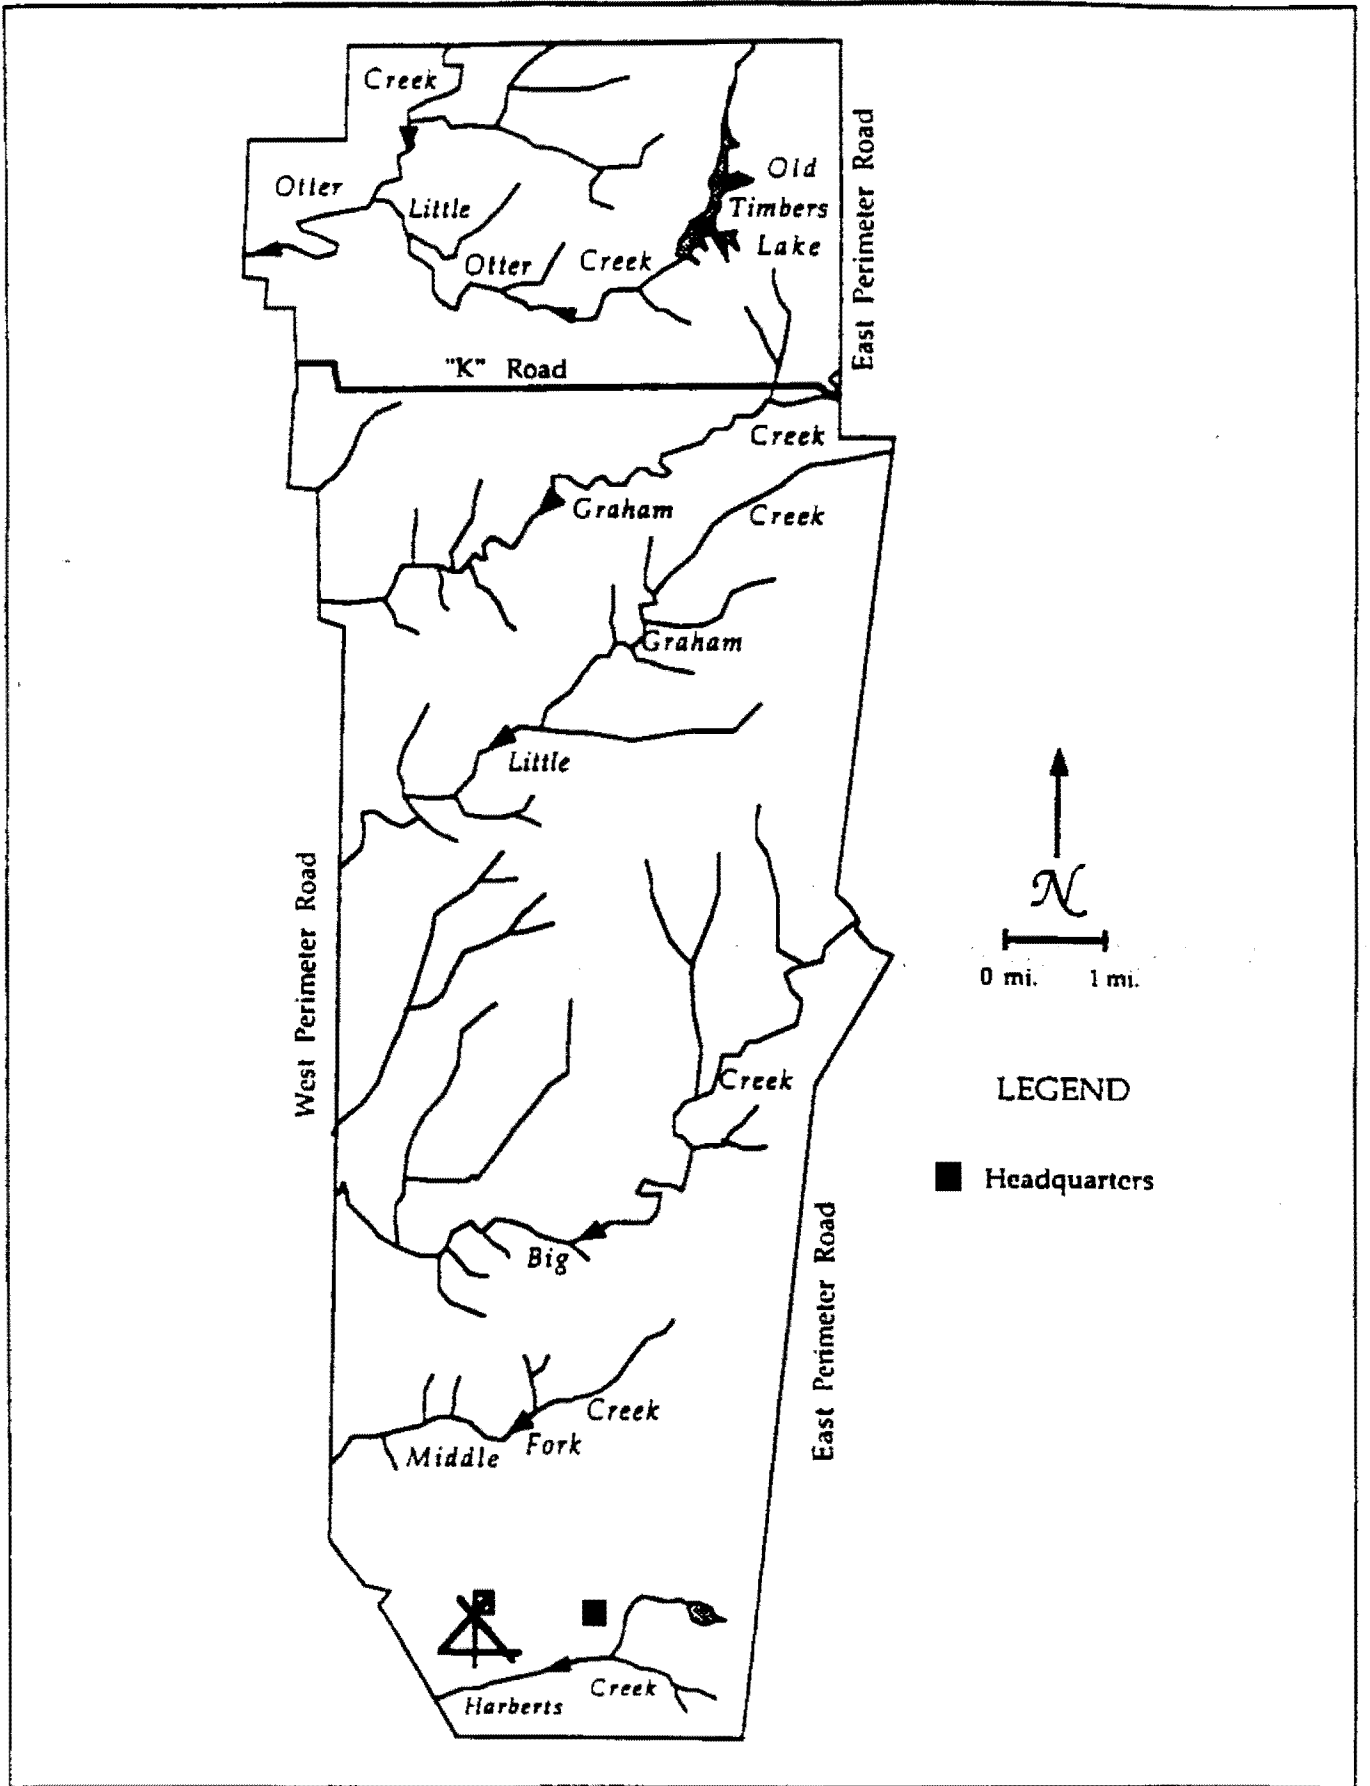 Creek
Old
Otter
Little
Timbers
Otter
Creek
Lake
East Perimeter Road
"K" Road
Creek
Graham
Creek
Graham
Little
West Perimeter Road
N
0 mi.
1 mi.
Creek
LEGEND
Headquarters
Big
East Perimeter Road
Creek
Middle
Fork
Creek
Harberts